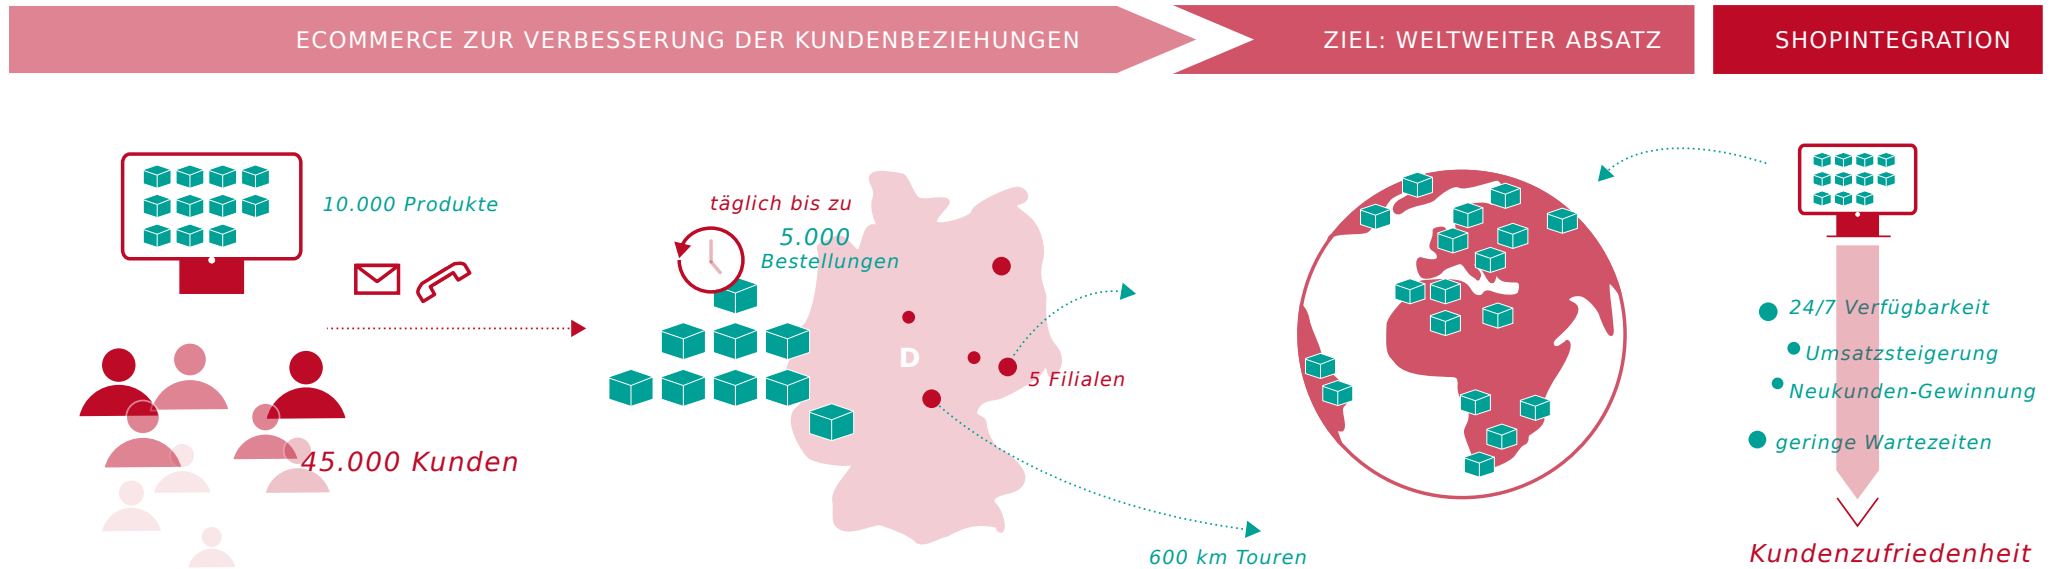 ECOMMERCE ZUR VERBESSERUNG DER KUNDENBEZIEHUNGEN
ZIEL: WELTWEITER ABSATZ
SHOPINTEGRATION
10.000 Produkte
45.000 Kunden
täglich bis zu
5.000
Bestellungen
D
5 Filialen
600 km Touren
24/7 Verfügbarkeit
Umsatzsteigerung
Neukunden-Gewinnung
geringe Wartezeiten
Kundenzufriedenheit